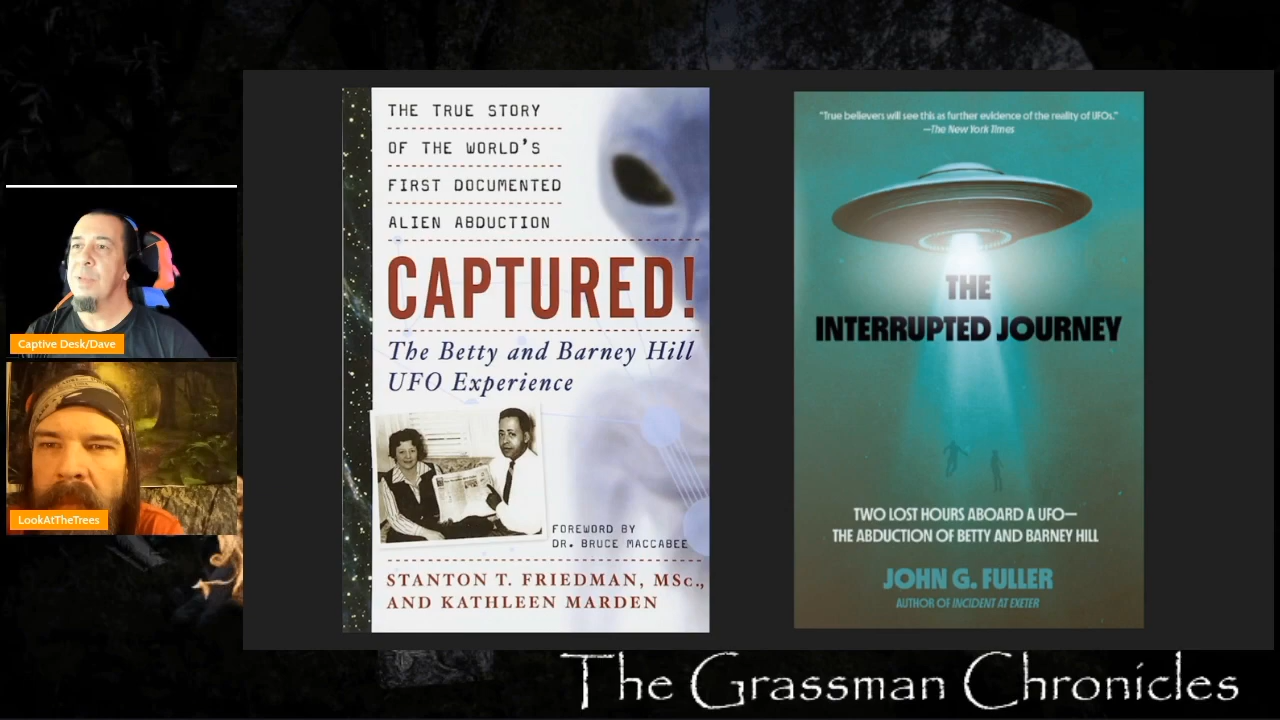 THE TRUE STORY
OF THE WORLD'S
FIRST DOCUMENTED
ALIEN ABDUCTION
CAPTURED!
The Betty and Barney Hill
UFO Experience
FOREWORD BY
DR. BRUCE MACCABEE
STANTON T. FRIEDMAN, MSc.,
AND KATHLEEN MARDEN
"True believers will see this as further evidence of the reality of UFOs."
—The New York Times
THE
INTERRUPTED JOURNEY
TWO LOST HOURS ABOARD A UFO—
THE ABDUCTION OF BETTY AND BARNEY HILL
JOHN G. FULLER
AUTHOR OF INCIDENT AT EXETER
Captive Desk/Dave
LookAtTheTrees
The Grassman Chronicles